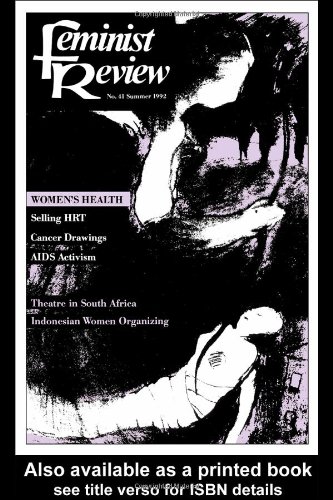 feminist
Review
No. 41 Summer 1992
WOMEN'S HEALTH
Selling HRT
Cancer Drawings
AIDS Activism
Theatre in South Africa
Indonesian Women Organizing
Also available as a printed book
see title verso for ISBN details